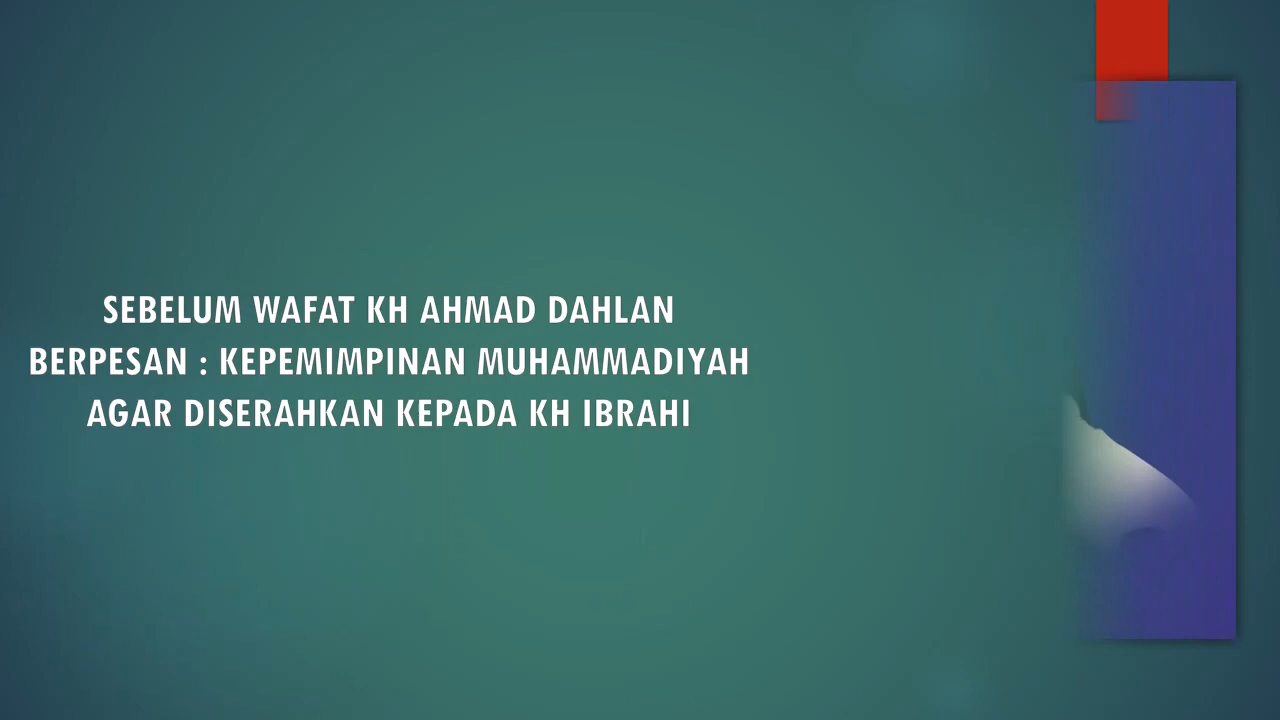 SEBELUM WAFAT KH AHMAD DAHLAN
BERPESAN : KEPEMIMPINAN MUHAMMADIYAH
AGAR DISERAHKAN KEPADA KH IBRAHI